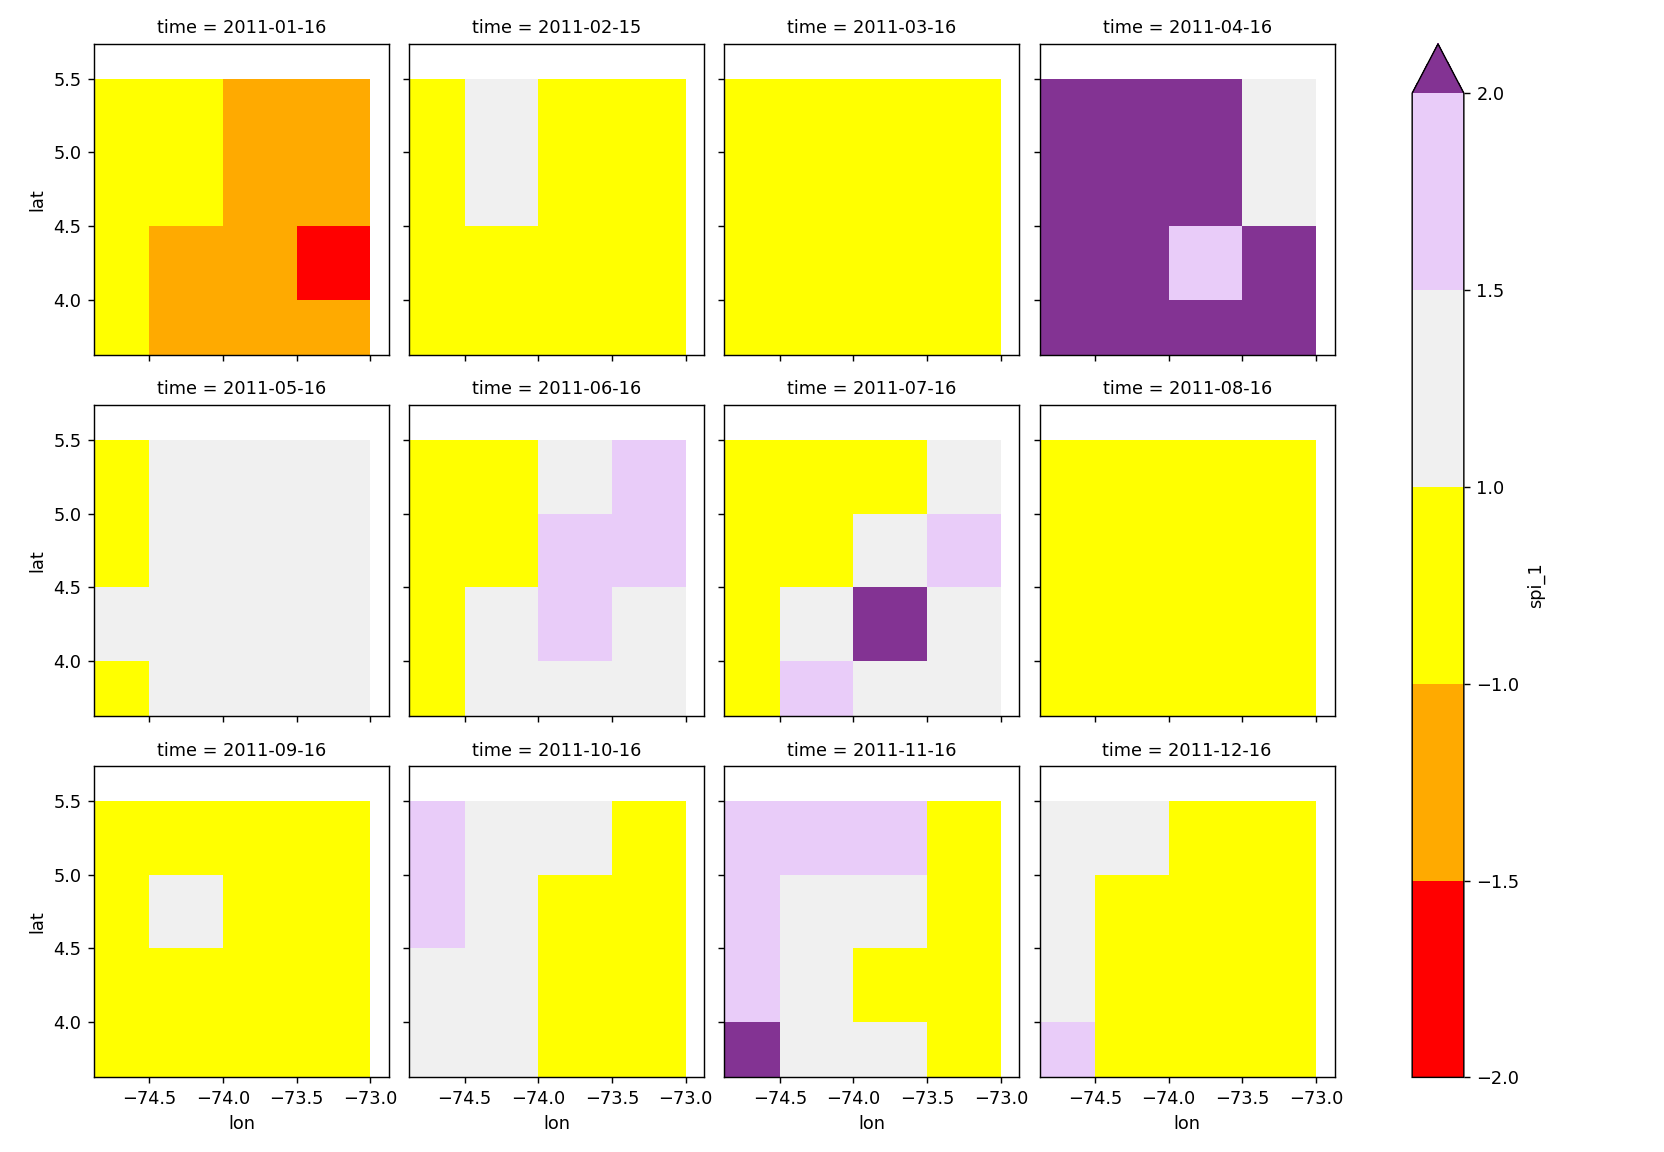 time = 2011-01-16
time = 2011-02-15
time = 2011-03-16
time = 2011-04-16
5.5
5.0
4.5
4.0
lat
time = 2011-05-16
time = 2011-06-16
time = 2011-07-16
time = 2011-08-16
5.5
5.0
4.5
4.0
lat
time = 2011-09-16
time = 2011-10-16
time = 2011-11-16
time = 2011-12-16
5.5
5.0
4.5
4.0
lat
−74.5 −74.0 −73.5 −73.0
−74.5 −74.0 −73.5 −73.0
−74.5 −74.0 −73.5 −73.0
−74.5 −74.0 −73.5 −73.0
lon
lon
lon
lon
2.0
1.5
1.0
−1.0
−1.5
−2.0
spi_1